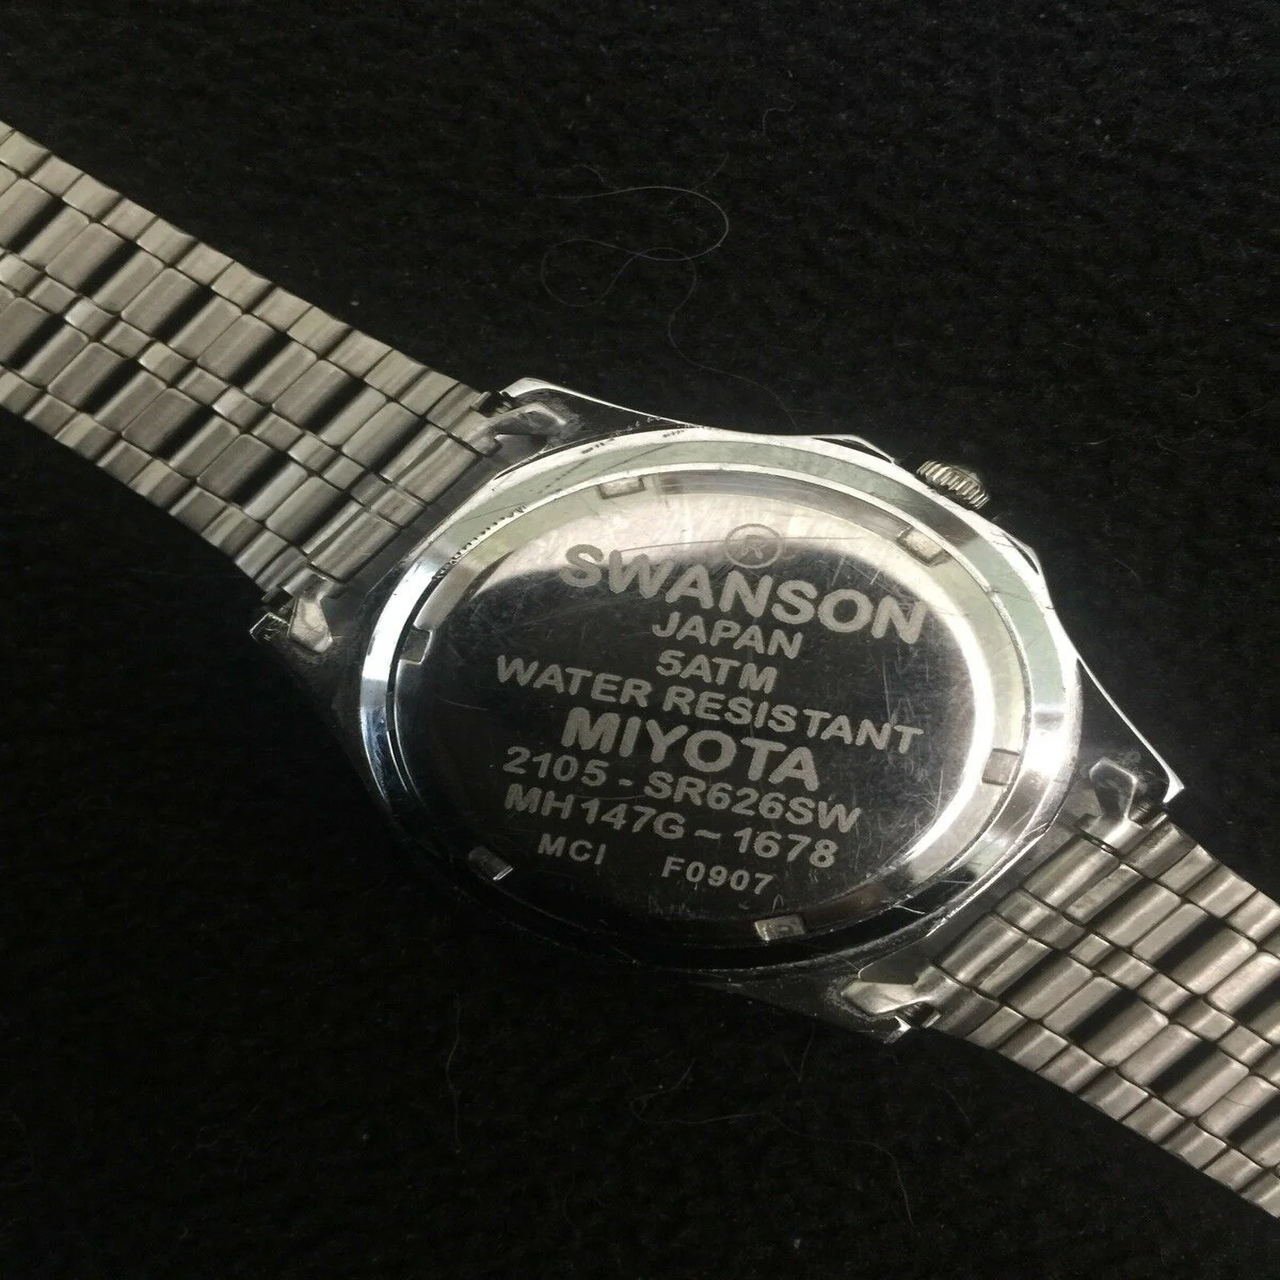 ®
SWANSON
JAPAN
5ATM
WATER RESISTANT
MIYOTA
2105 - SR626SW
MH147G ~ 1678
MCI F0907